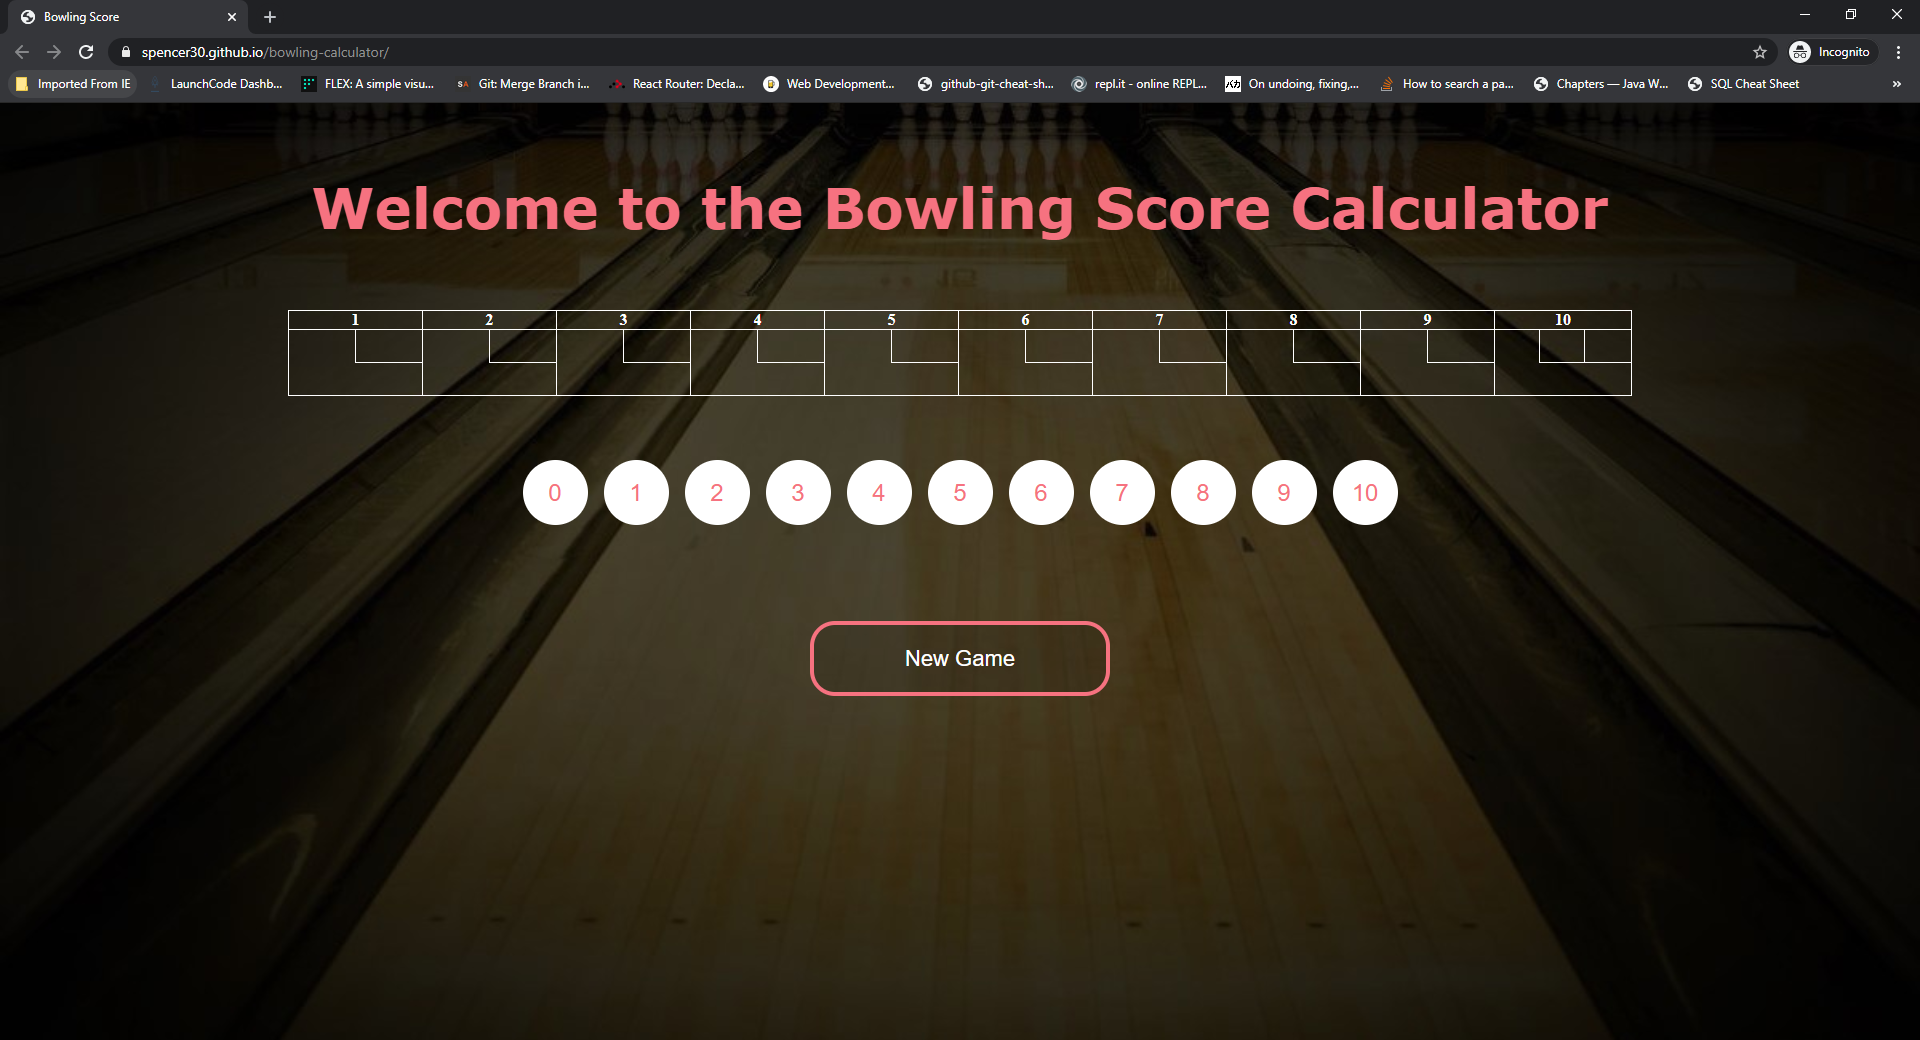 Bowling Score
spencer30.github.io/bowling-calculator/
Incognito
Imported From IE LaunchCode Dashb... FLEX: A simple visu... SA Git: Merge Branch i... React Router: Decla... Web Development... github-git-cheat-sh... repl.it - online REPL... バカ On undoing, fixing,... How to search a pa... Chapters — Java W... SQL Cheat Sheet »
Welcome to the Bowling Score Calculator
1 2 3 4 5 6 7 8 9 10
0 1 2 3 4 5 6 7 8 9 10
New Game